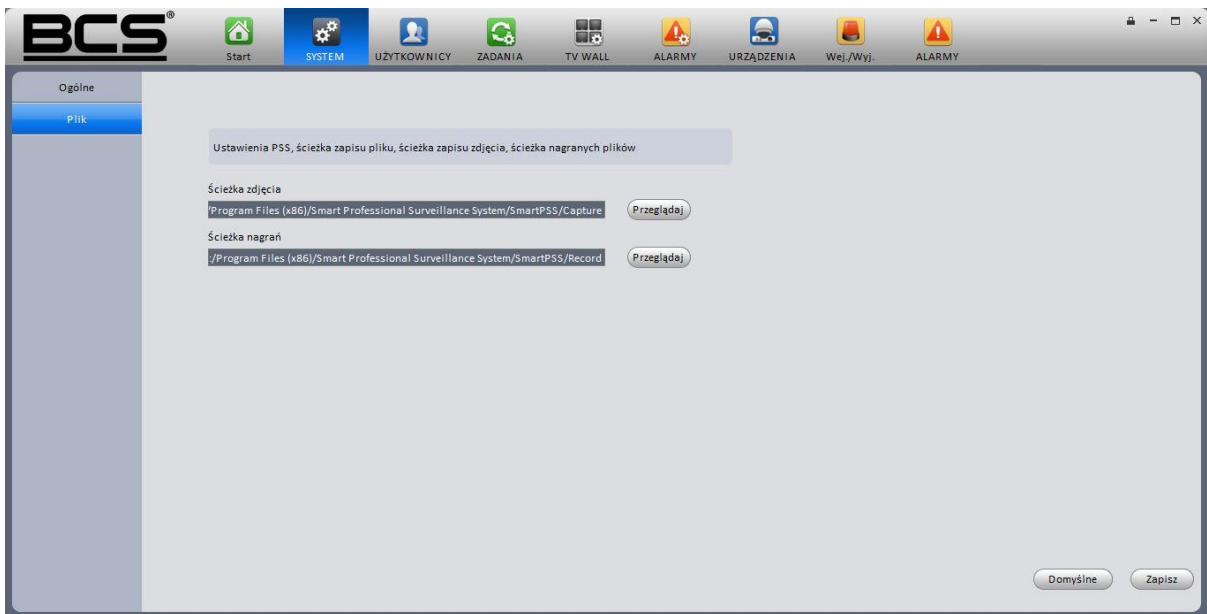 BCS®
Start
SYSTEM
UŻYTKOWNICY
ZADANIA
TV WALL
ALARMY
URZĄDZENIA
Wej./Wyj.
ALARMY
Ogólne
Plik
Ustawienia PSS, ścieżka zapisu pliku, ścieżka zapisu zdjęcia, ścieżka nagranych plików
Ścieżka zdjęcia
/Program Files (x86)/Smart Professional Surveillance System/SmartPSS/Capture
Przeglądaj
Ścieżka nagrań
:/Program Files (x86)/Smart Professional Surveillance System/SmartPSS/Record
Przeglądaj
Domyślne
Zapisz